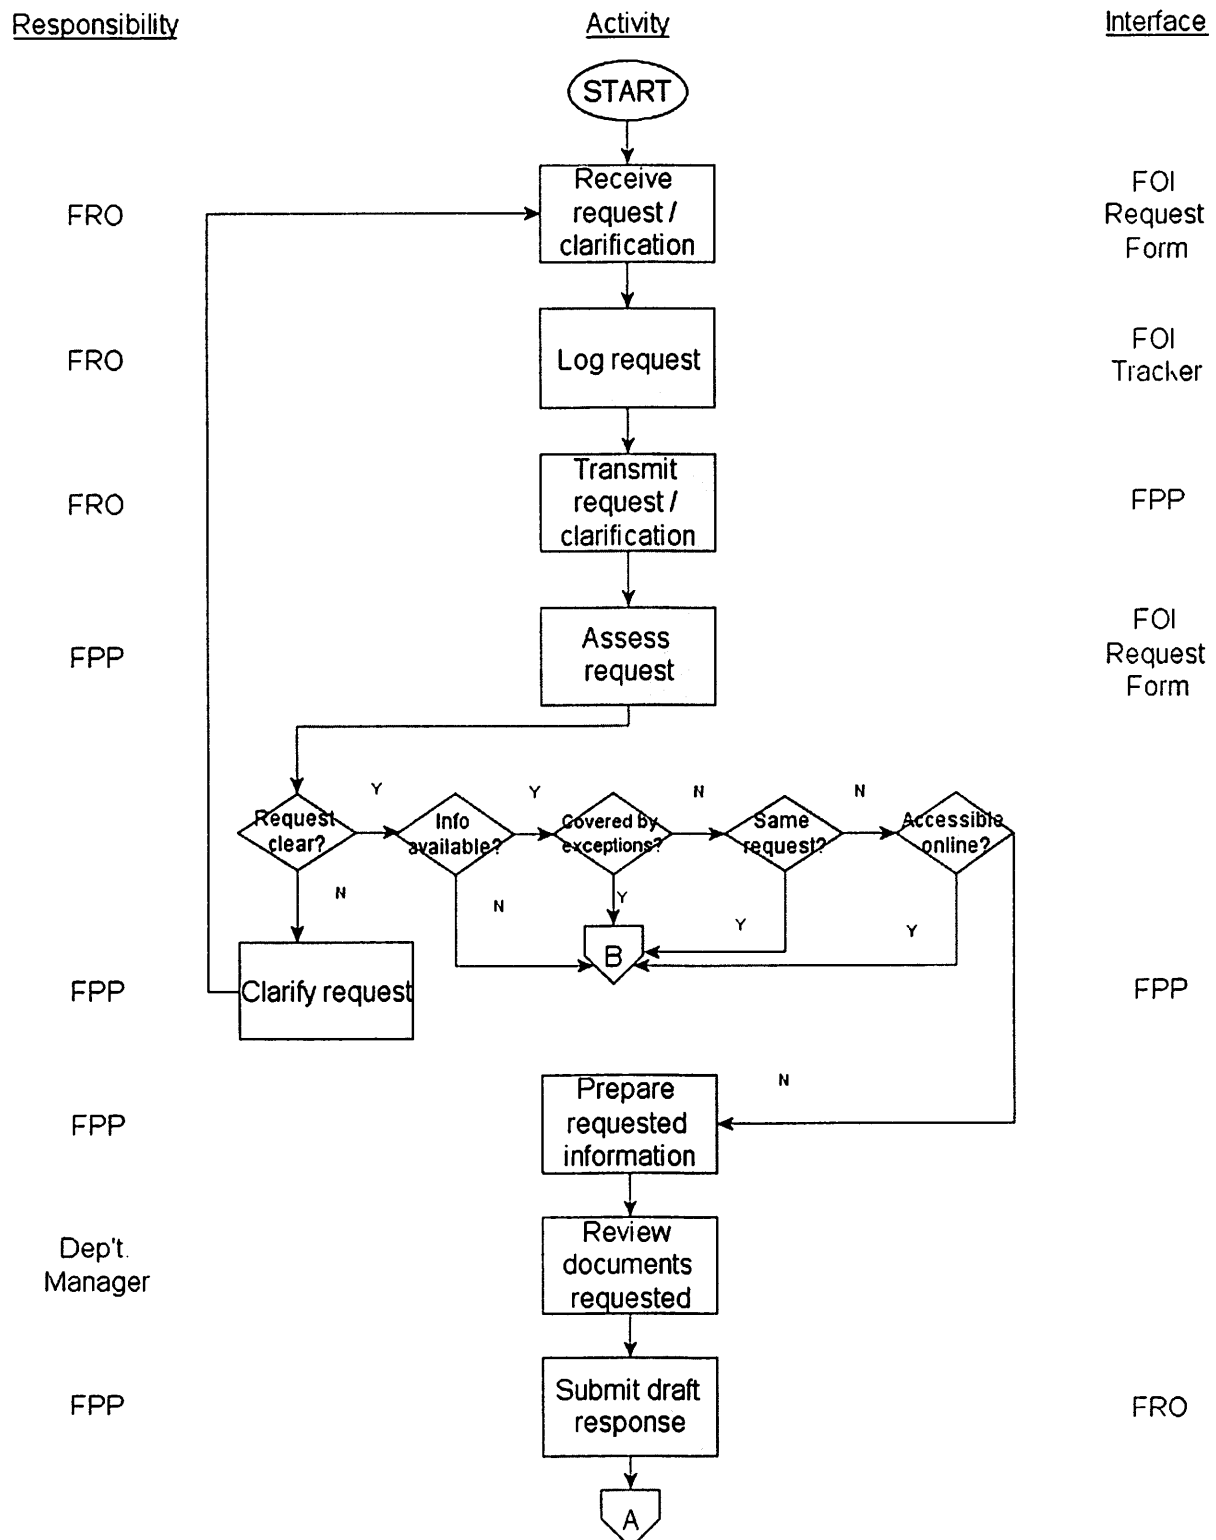 Responsibility
Activity
Interface
START
FRO
Receive
request /
clarification
FOI
Request
Form
FRO
Log request
FOI
Tracker
FRO
Transmit
request /
clarification
FPP
FPP
Assess
request
FOI
Request
Form
Y
Y
N
N
Request
clear?
Info
available?
Covered by
exceptions?
Same
request?
Accessible
online?
N
N
Y
Y
Y
B
FPP
Clarify request
FPP
FPP
Prepare
requested
information
N
Dep't.
Manager
Review
documents
requested
FPP
Submit draft
response
FRO
A